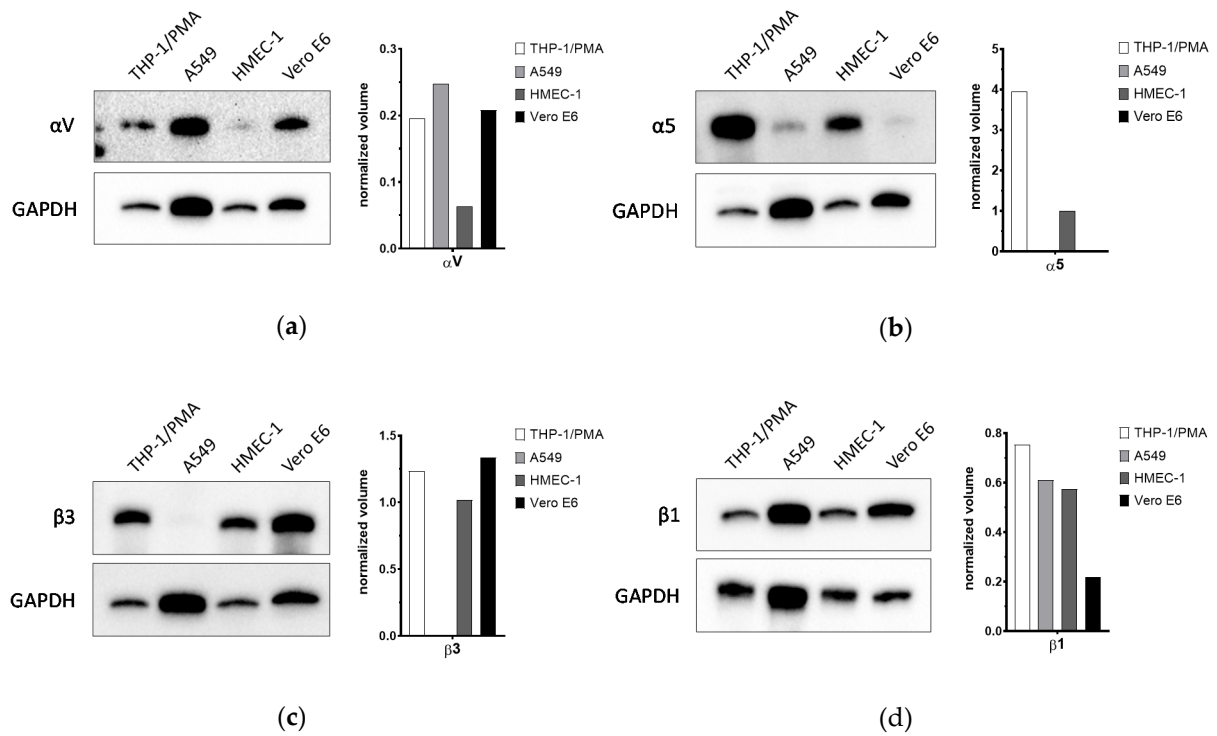 THP-1/PMA
A549
HMEC-1
Vero E6
αV
GAPDH
normalized volume
0.3
0.2
0.1
0.0
αV
THP-1/PMA
A549
HMEC-1
Vero E6
(a)
THP-1/PMA
A549
HMEC-1
Vero E6
α5
GAPDH
normalized volume
5
4
3
2
1
0
α5
THP-1/PMA
A549
HMEC-1
Vero E6
(b)
THP-1/PMA
A549
HMEC-1
Vero E6
β3
GAPDH
normalized volume
1.5
1.0
0.5
0.0
β3
THP-1/PMA
A549
HMEC-1
Vero E6
(c)
THP-1/PMA
A549
HMEC-1
Vero E6
β1
GAPDH
normalized volume
0.8
0.6
0.4
0.2
0.0
β1
THP-1/PMA
A549
HMEC-1
Vero E6
(d)